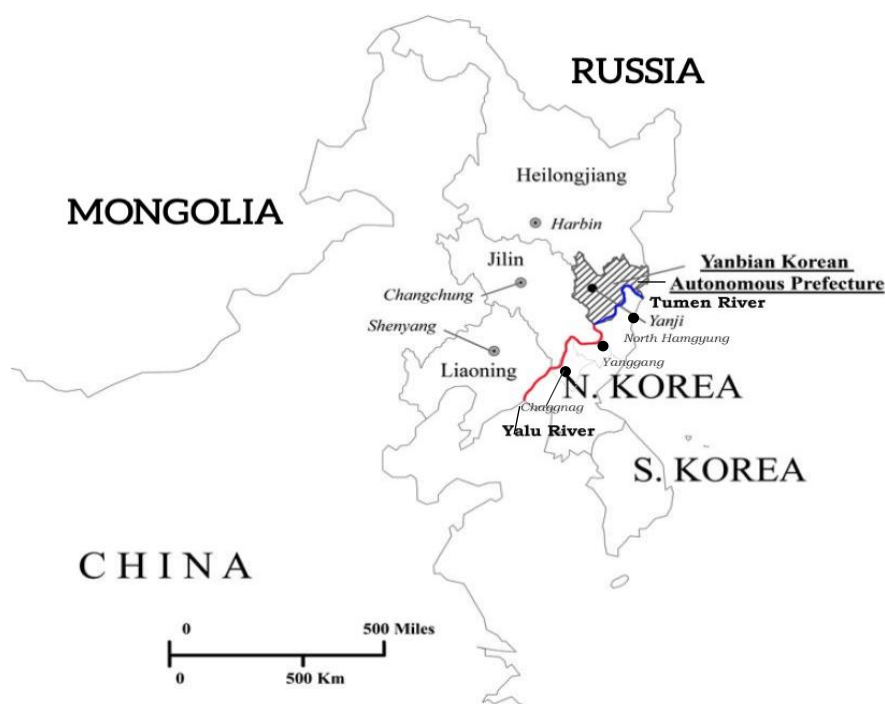 RUSSIA
Heilongjiang
MONGOLIA
Harbin
Jilin
Yanbian Korean
Autonomous Prefecture
Changchung
Tumen River
Yanji
Shenyang
North Hamgyung
Yanggang
Liaoning
N. KOREA
Chaggnag
Yalu River
S. KOREA
CHINA
0 500 Miles
0 500 Km